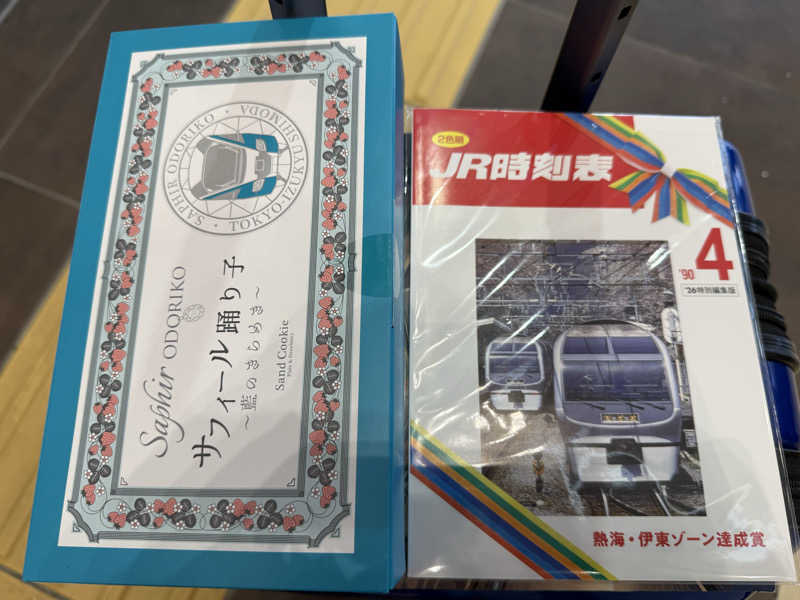 SAPHIR ODORIKO・TOKYO-IZUKYUSHIMODA・
Saphir ODORIKO
サフィール踊り子
～藍のきらめき～
Sand Cookie
2色刷
JR時刻表
'90 4
'26特別編集版
熱海・伊東ゾーン達成賞